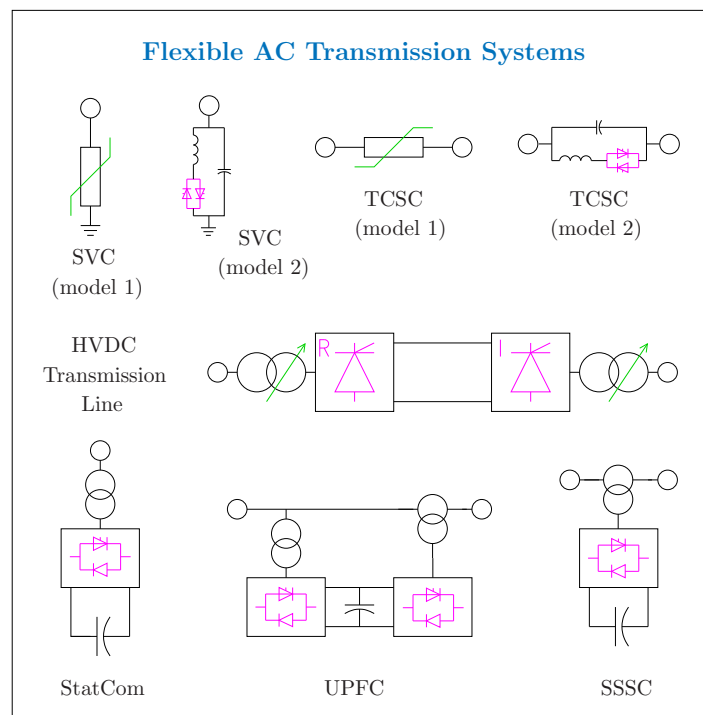 Flexible AC Transmission Systems
SVC
(model 1)
SVC
(model 2)
TCSC
(model 1)
TCSC
(model 2)
HVDC
Transmission
Line
R
I
StatCom
UPFC
SSSC